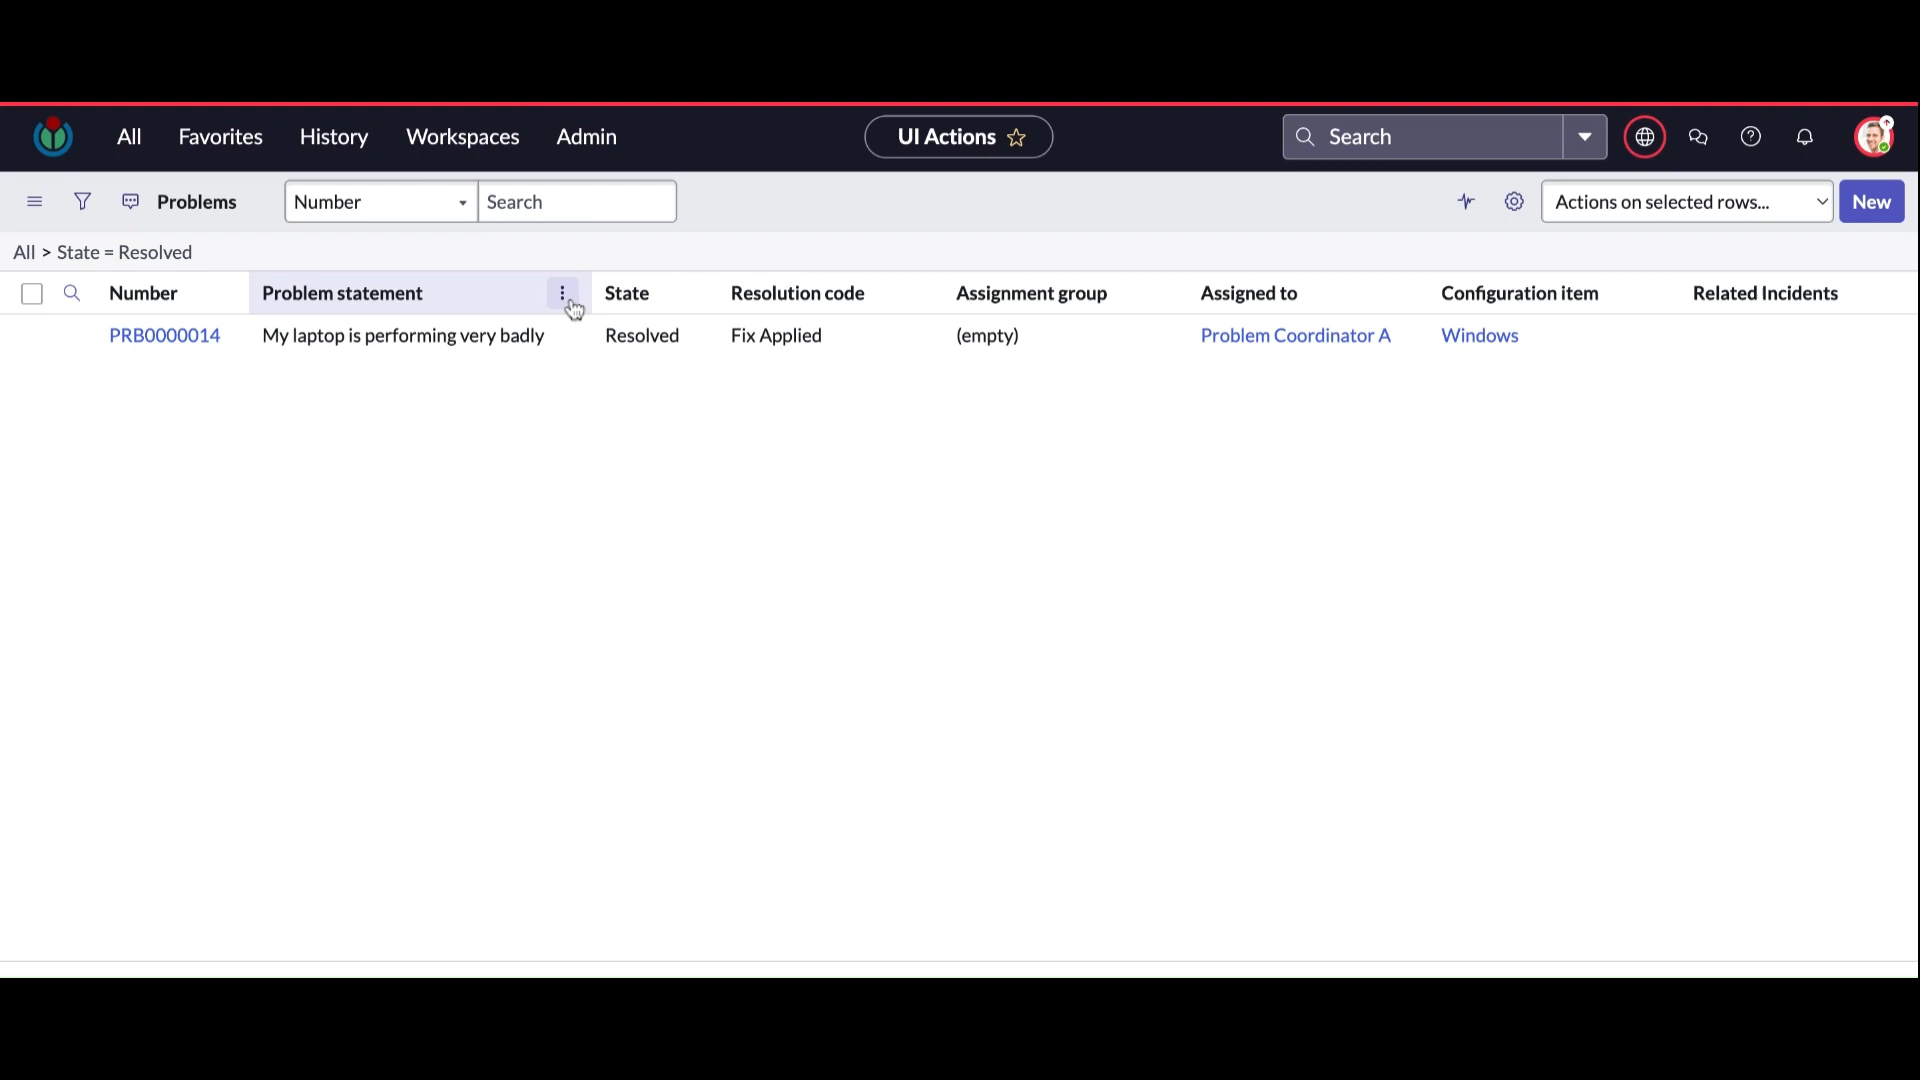 All Favorites History Workspaces Admin UI Actions Search
Problems Number Search Actions on selected rows... New
All > State = Resolved
Number Problem statement State Resolution code Assignment group Assigned to Configuration item Related Incidents
PRB0000014 My laptop is performing very badly Resolved Fix Applied (empty) Problem Coordinator A Windows